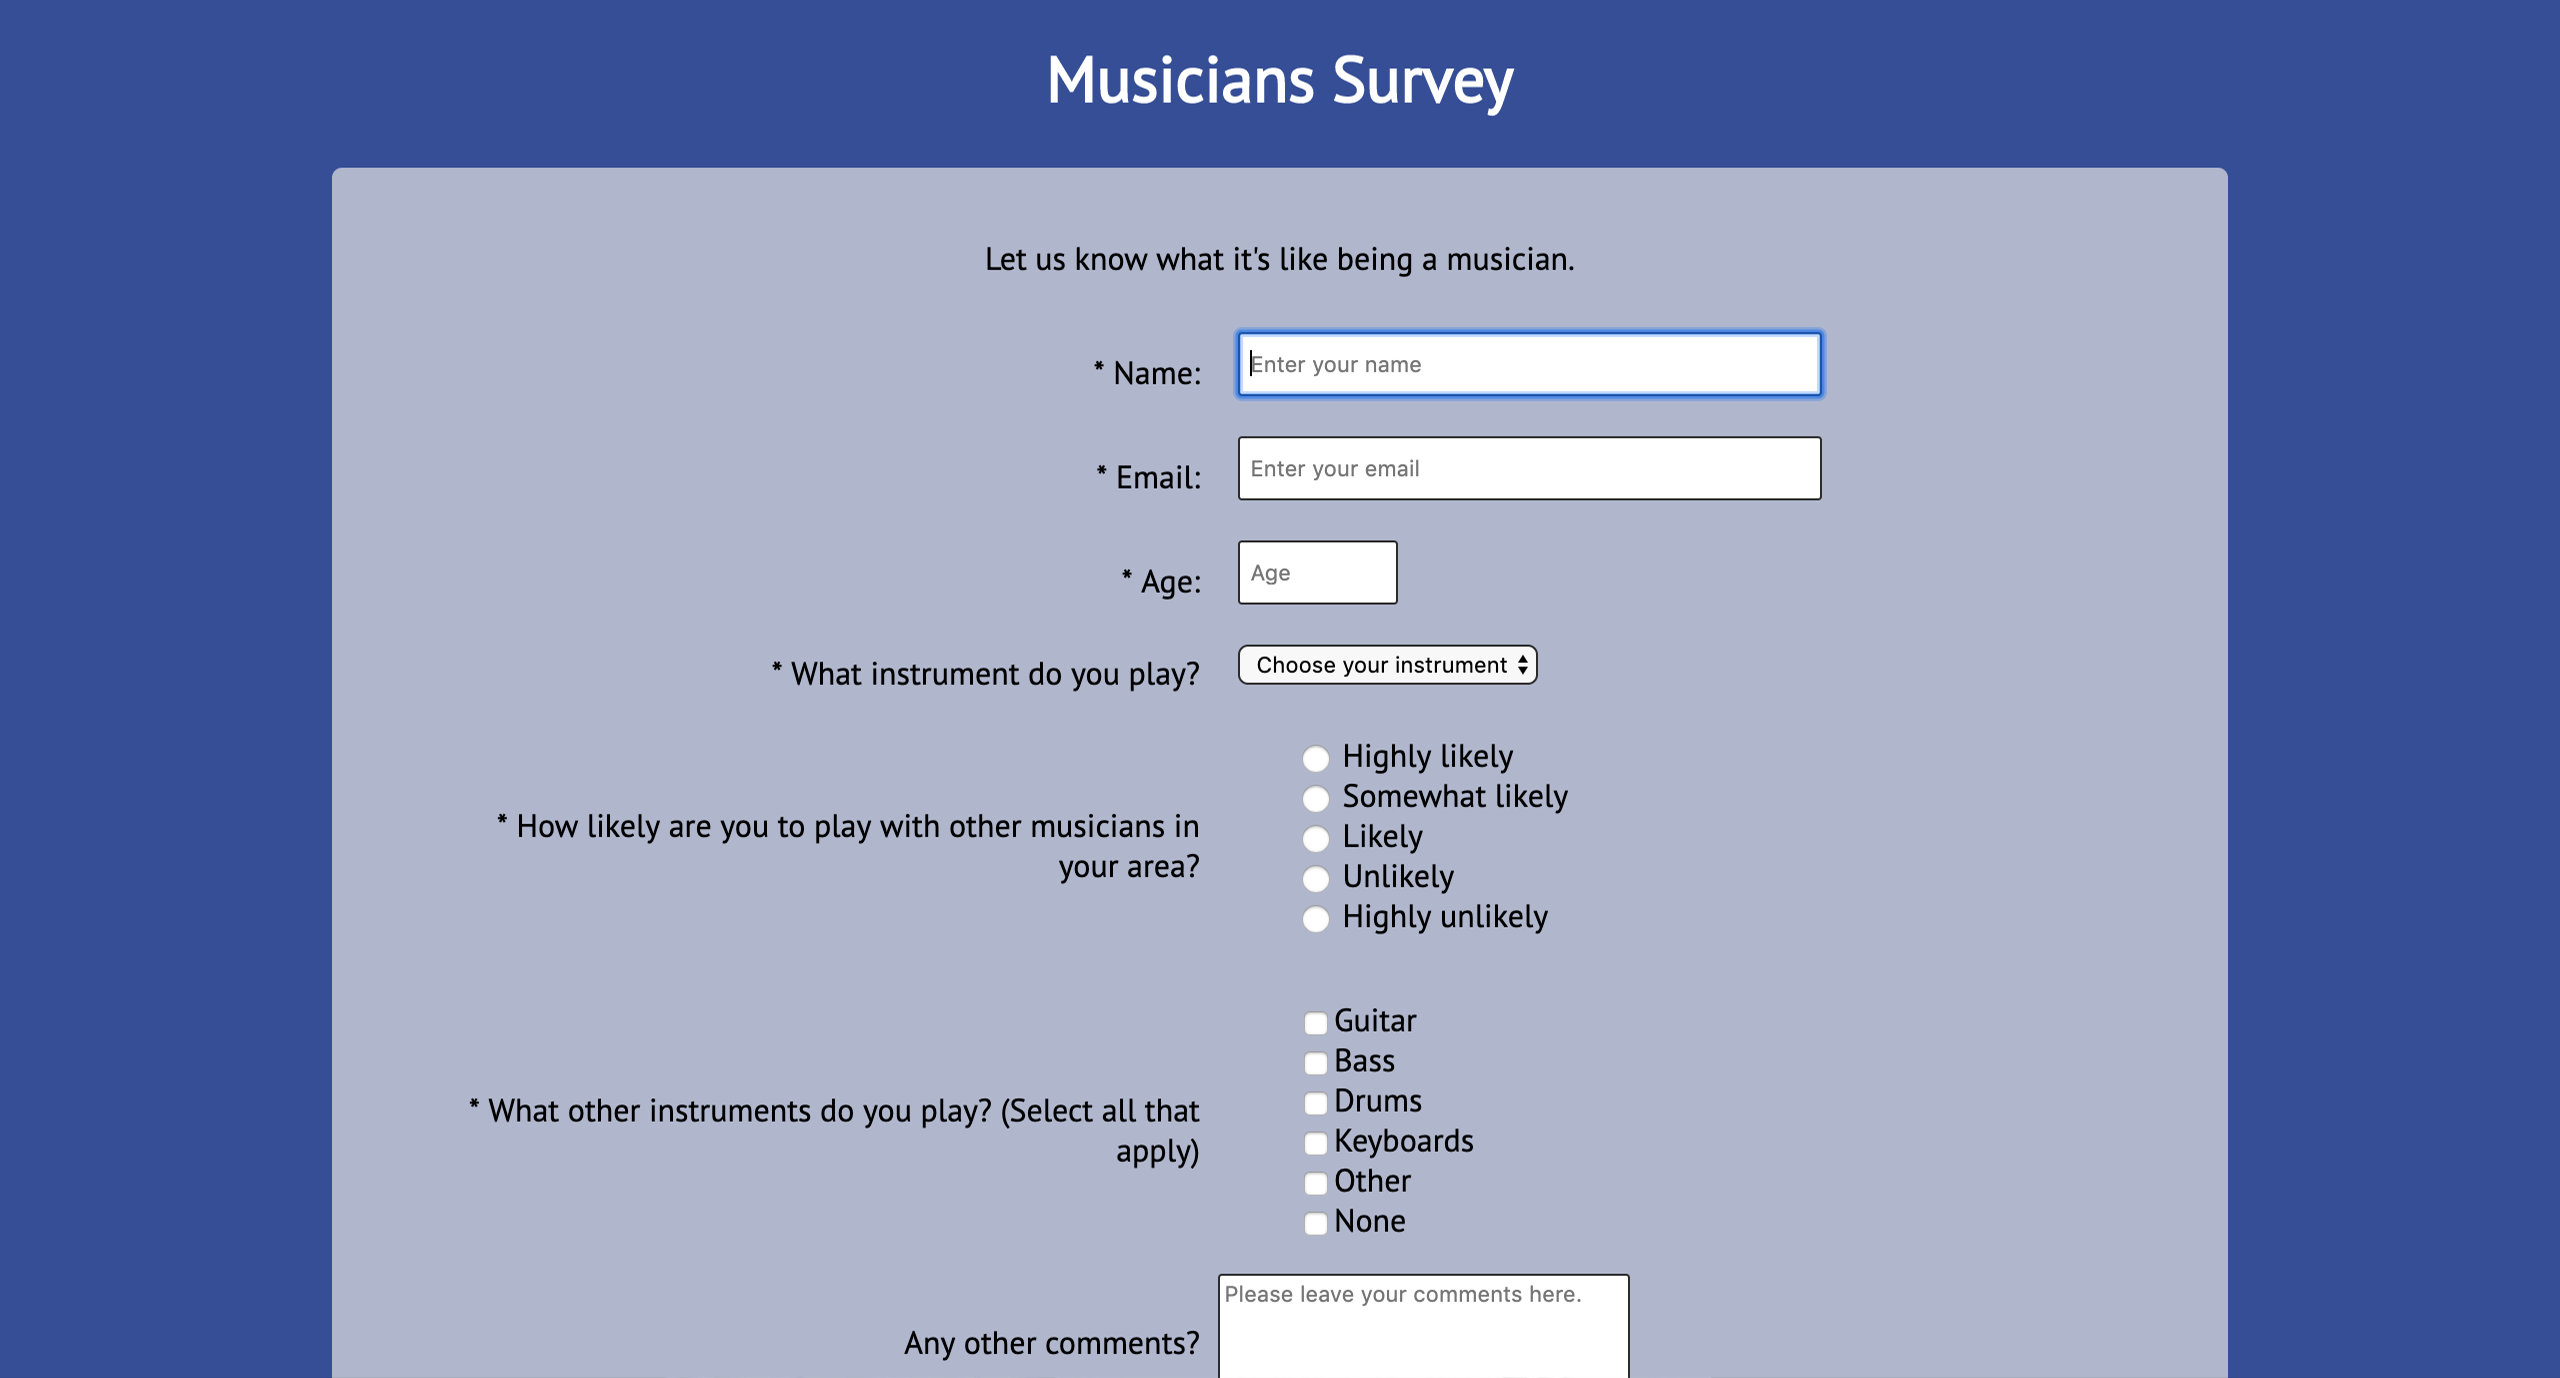 Musicians Survey
Let us know what it's like being a musician.
* Name:
Enter your name
* Email:
Enter your email
* Age:
Age
* What instrument do you play?
Choose your instrument
* How likely are you to play with other musicians in
your area?
Highly likely
Somewhat likely
Likely
Unlikely
Highly unlikely
* What other instruments do you play? (Select all that
apply)
Guitar
Bass
Drums
Keyboards
Other
None
Any other comments?
Please leave your comments here.